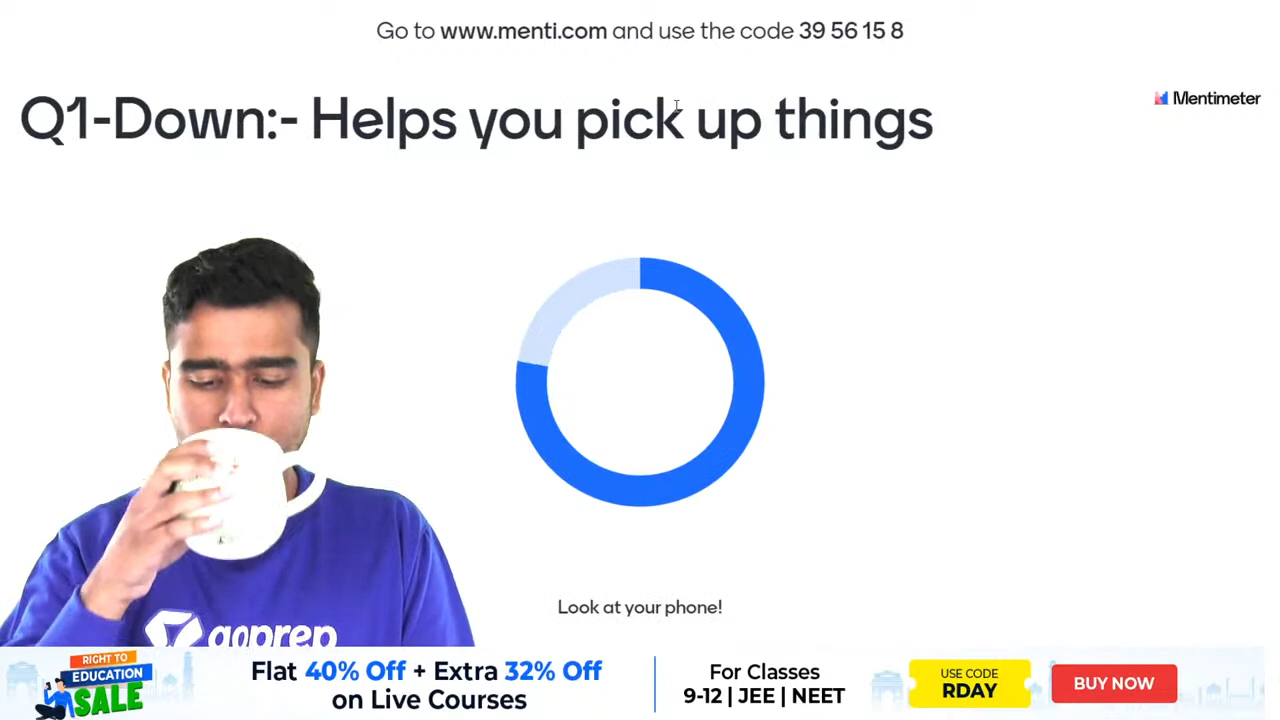 Go to www.menti.com and use the code 39 56 15 8
Mentimeter
Q1-Down:- Helps you pick up things
Look at your phone!
goprep
RIGHT TO
EDUCATION
SALE
Flat 40% Off + Extra 32% Off
on Live Courses
For Classes
9-12 | JEE | NEET
USE CODE
RDAY
BUY NOW